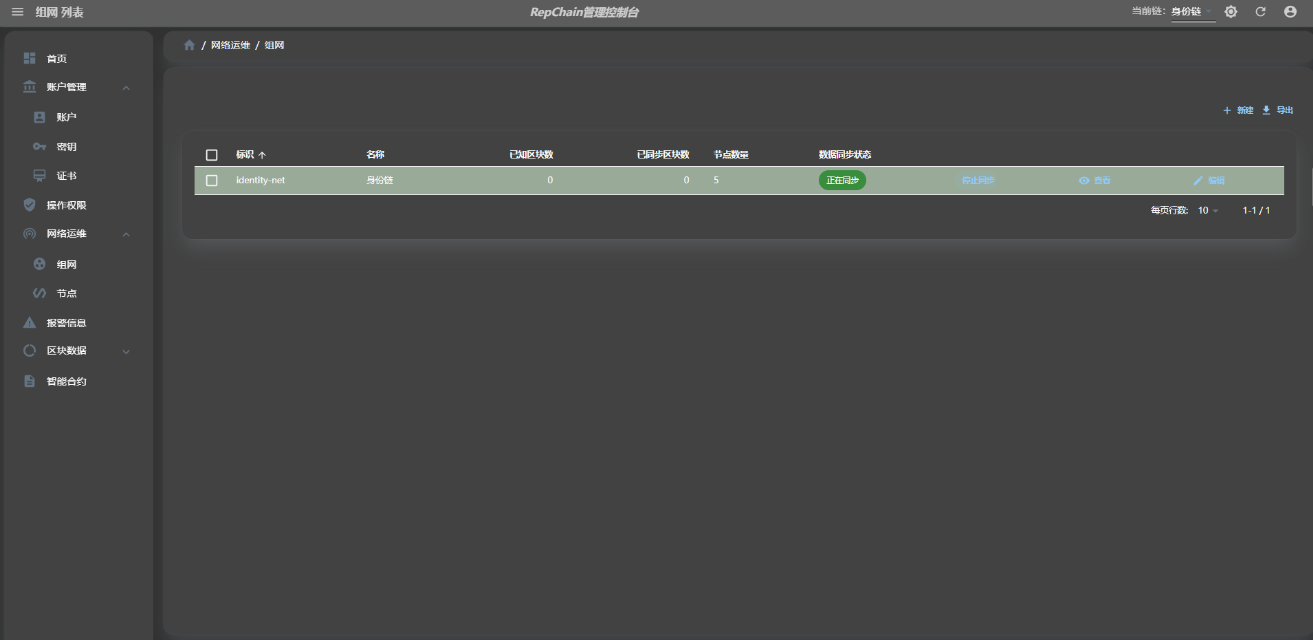 组网 列表
RepChain管理控制台
当前链: 身份链
/ 网络运维 / 组网
首页
账户管理
账户
密钥
证书
操作权限
网络运维
组网
节点
报警信息
区块数据
智能合约
+ 新建 导出
标识 ↑ 名称 已知区块数 已同步区块数 节点数量 数据同步状态
identity-net 身份链 0 0 5 正在同步 停止同步 查看 编辑
每页行数: 10 1-1 / 1